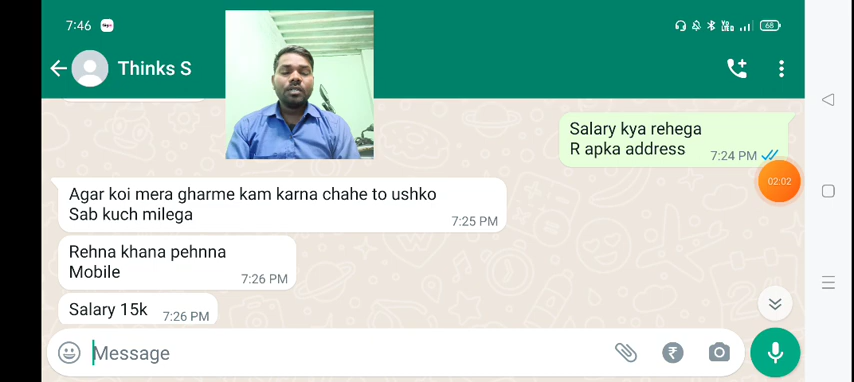 7:46
68
Thinks S
Salary kya rehega
R apka address
7:24 PM
02:02
Agar koi mera gharme kam karna chahe to ushko
Sab kuch milega
7:25 PM
Rehna khana pehnna
Mobile
7:26 PM
Salary 15k
7:26 PM
Message